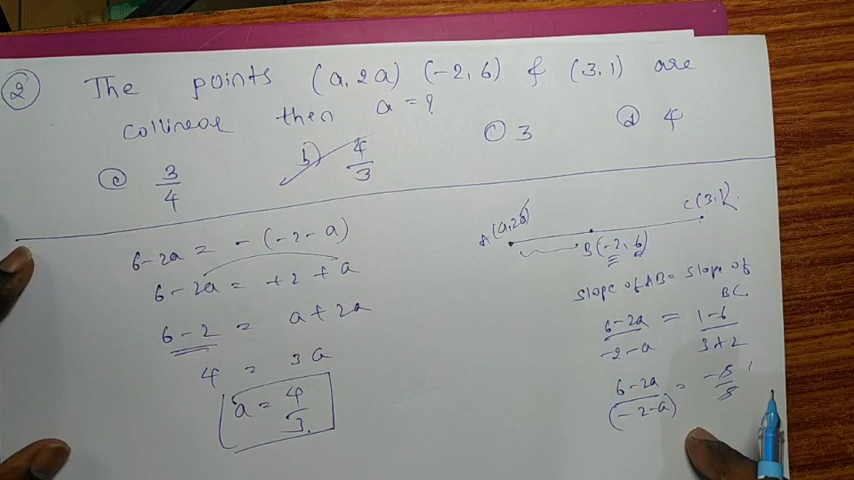 ② The points (a, 2a) (-2, 6) & (3, 1) are
collinear then a = ?
ⓐ 3/4 b) 4/3 ⓒ 3 ⓓ 4
6-2a = -(-2-a)
6-2a = +2+a
6-2 = a+2a
4 = 3a
a = 4/3.
A(a,2a) B(-2,6) C(3,1)
slope of AB = slope of
BC.
6-2a/-2-a = 1-6/3+2
6-2a/(-2-a) = -5/5